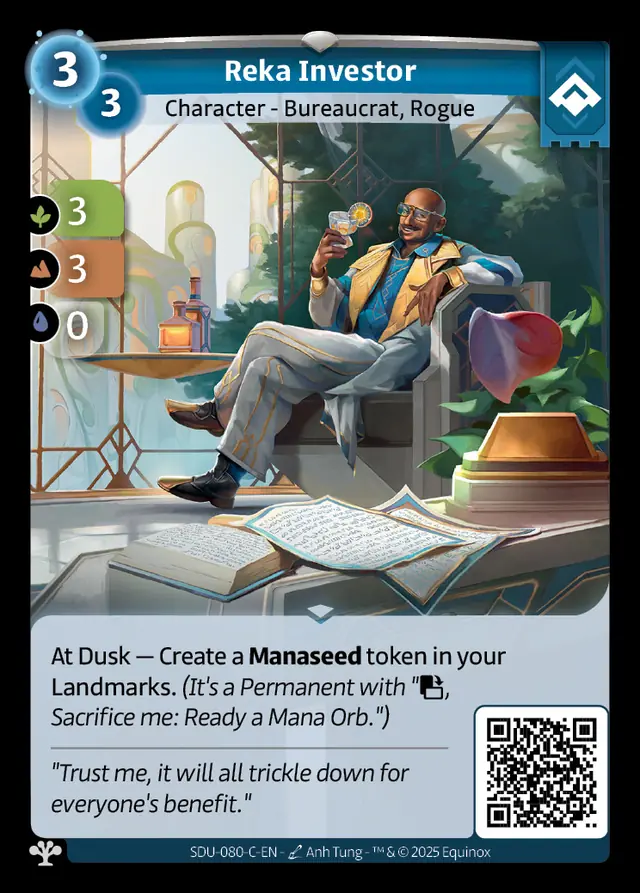 3
Reka Investor
3
Character - Bureaucrat, Rogue
3
3
0
At Dusk — Create a Manaseed token in your
Landmarks. (It's a Permanent with ",
Sacrifice me: Ready a Mana Orb.")
"Trust me, it will all trickle down for
everyone's benefit."
SDU-080-C-EN - Anh Tung - ™ & © 2025 Equinox